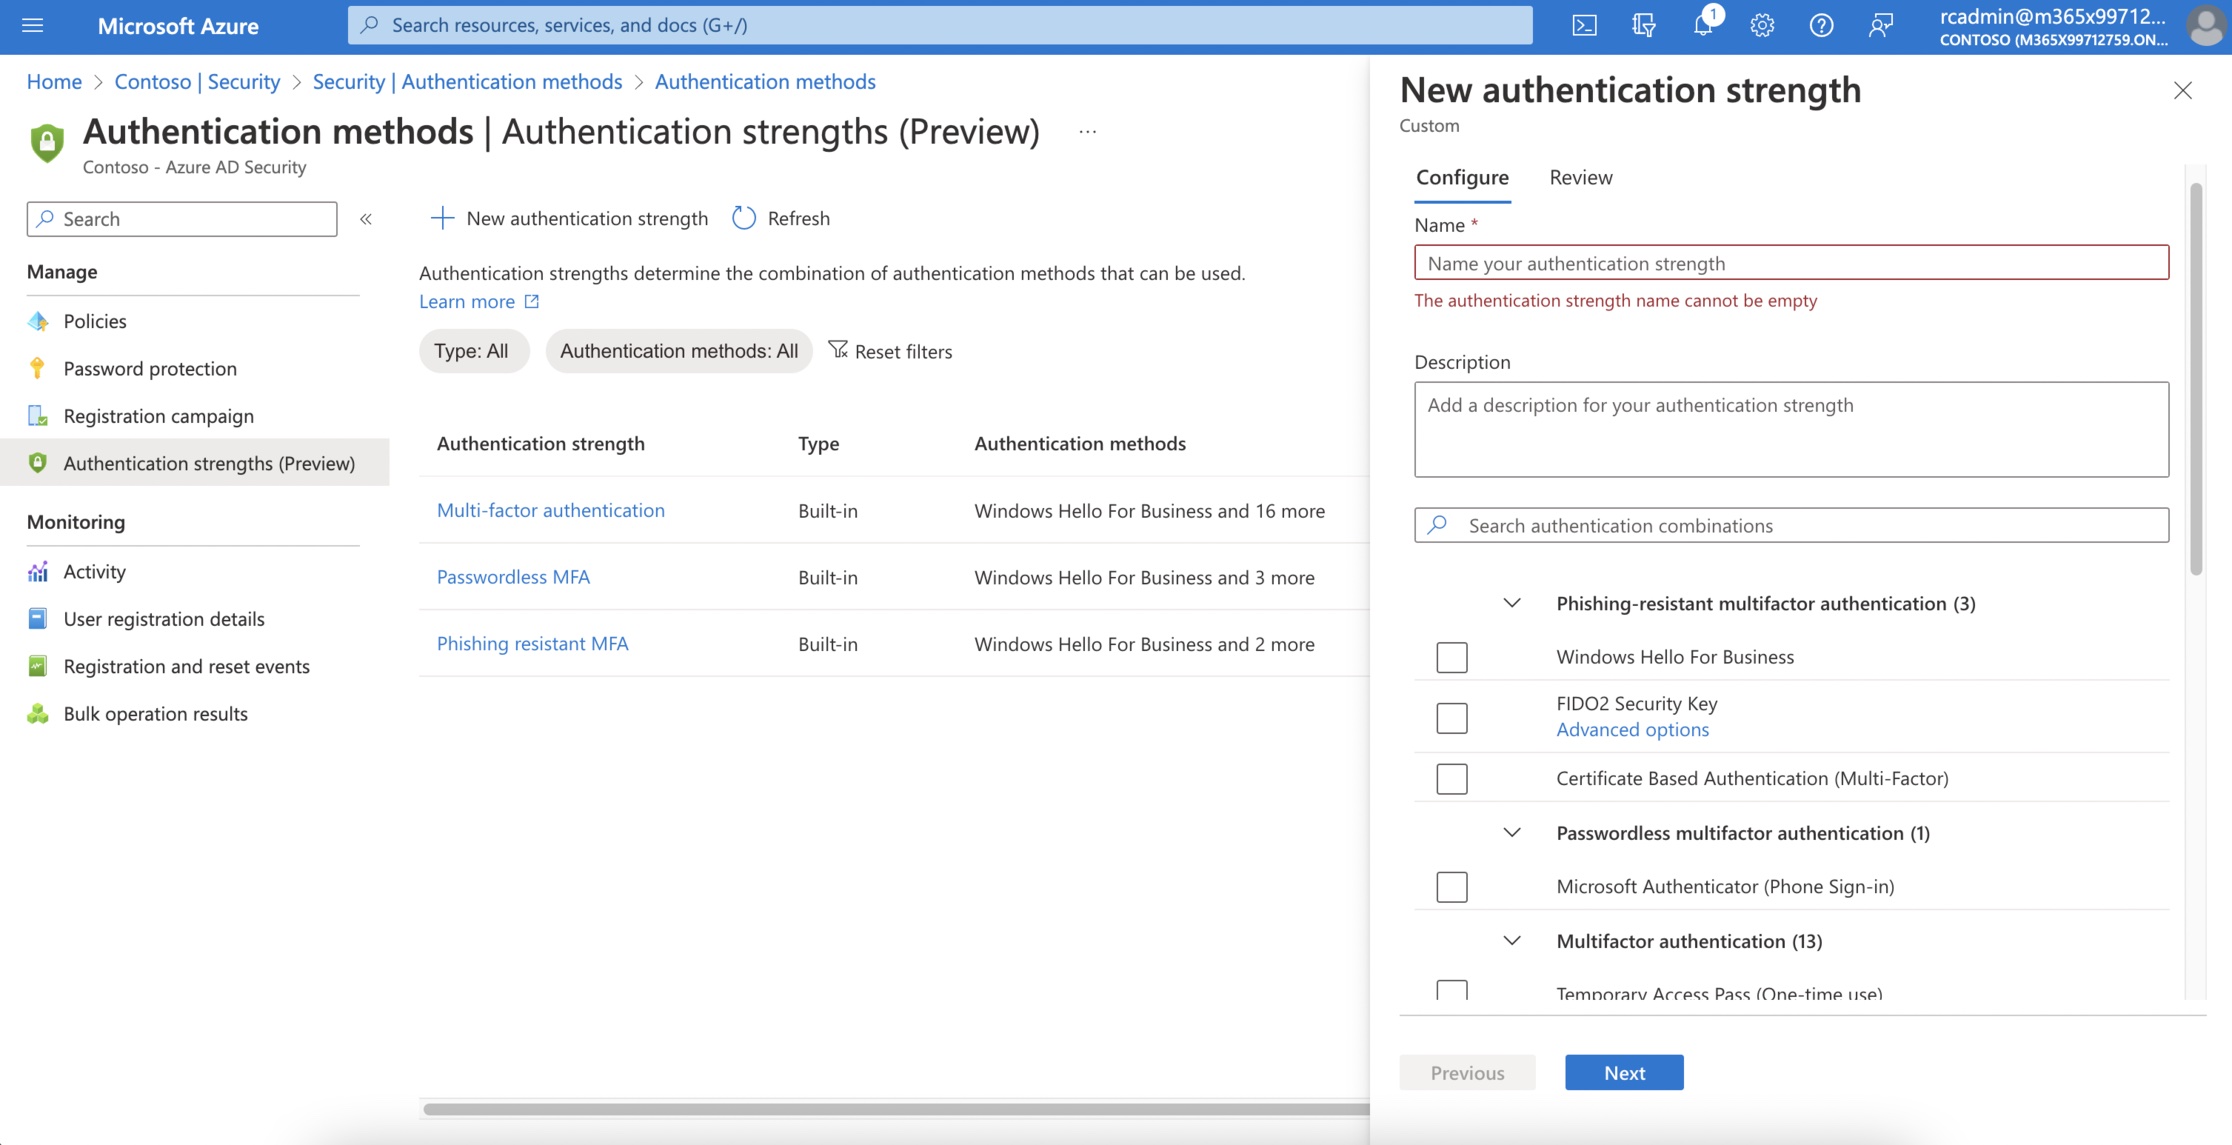 Microsoft Azure
Search resources, services, and docs (G+/)
1
rcadmin@m365x99712...
CONTOSO (M365X99712759.ON...
Home > Contoso | Security > Security | Authentication methods > Authentication methods
Authentication methods | Authentication strengths (Preview) ...
Contoso - Azure AD Security
Search
«
Manage
Policies
Password protection
Registration campaign
Authentication strengths (Preview)
Monitoring
Activity
User registration details
Registration and reset events
Bulk operation results
New authentication strength
Refresh
Authentication strengths determine the combination of authentication methods that can be used.
Learn more
Type: All
Authentication methods: All
Reset filters
Authentication strength Type Authentication methods
Multi-factor authentication Built-in Windows Hello For Business and 16 more
Passwordless MFA Built-in Windows Hello For Business and 3 more
Phishing resistant MFA Built-in Windows Hello For Business and 2 more
New authentication strength
Custom
Configure Review
Name *
Name your authentication strength
The authentication strength name cannot be empty
Description
Add a description for your authentication strength
Search authentication combinations
Phishing-resistant multifactor authentication (3)
Windows Hello For Business
FIDO2 Security Key
Advanced options
Certificate Based Authentication (Multi-Factor)
Passwordless multifactor authentication (1)
Microsoft Authenticator (Phone Sign-in)
Multifactor authentication (13)
Temporary Access Pass (One-time use)
Previous
Next